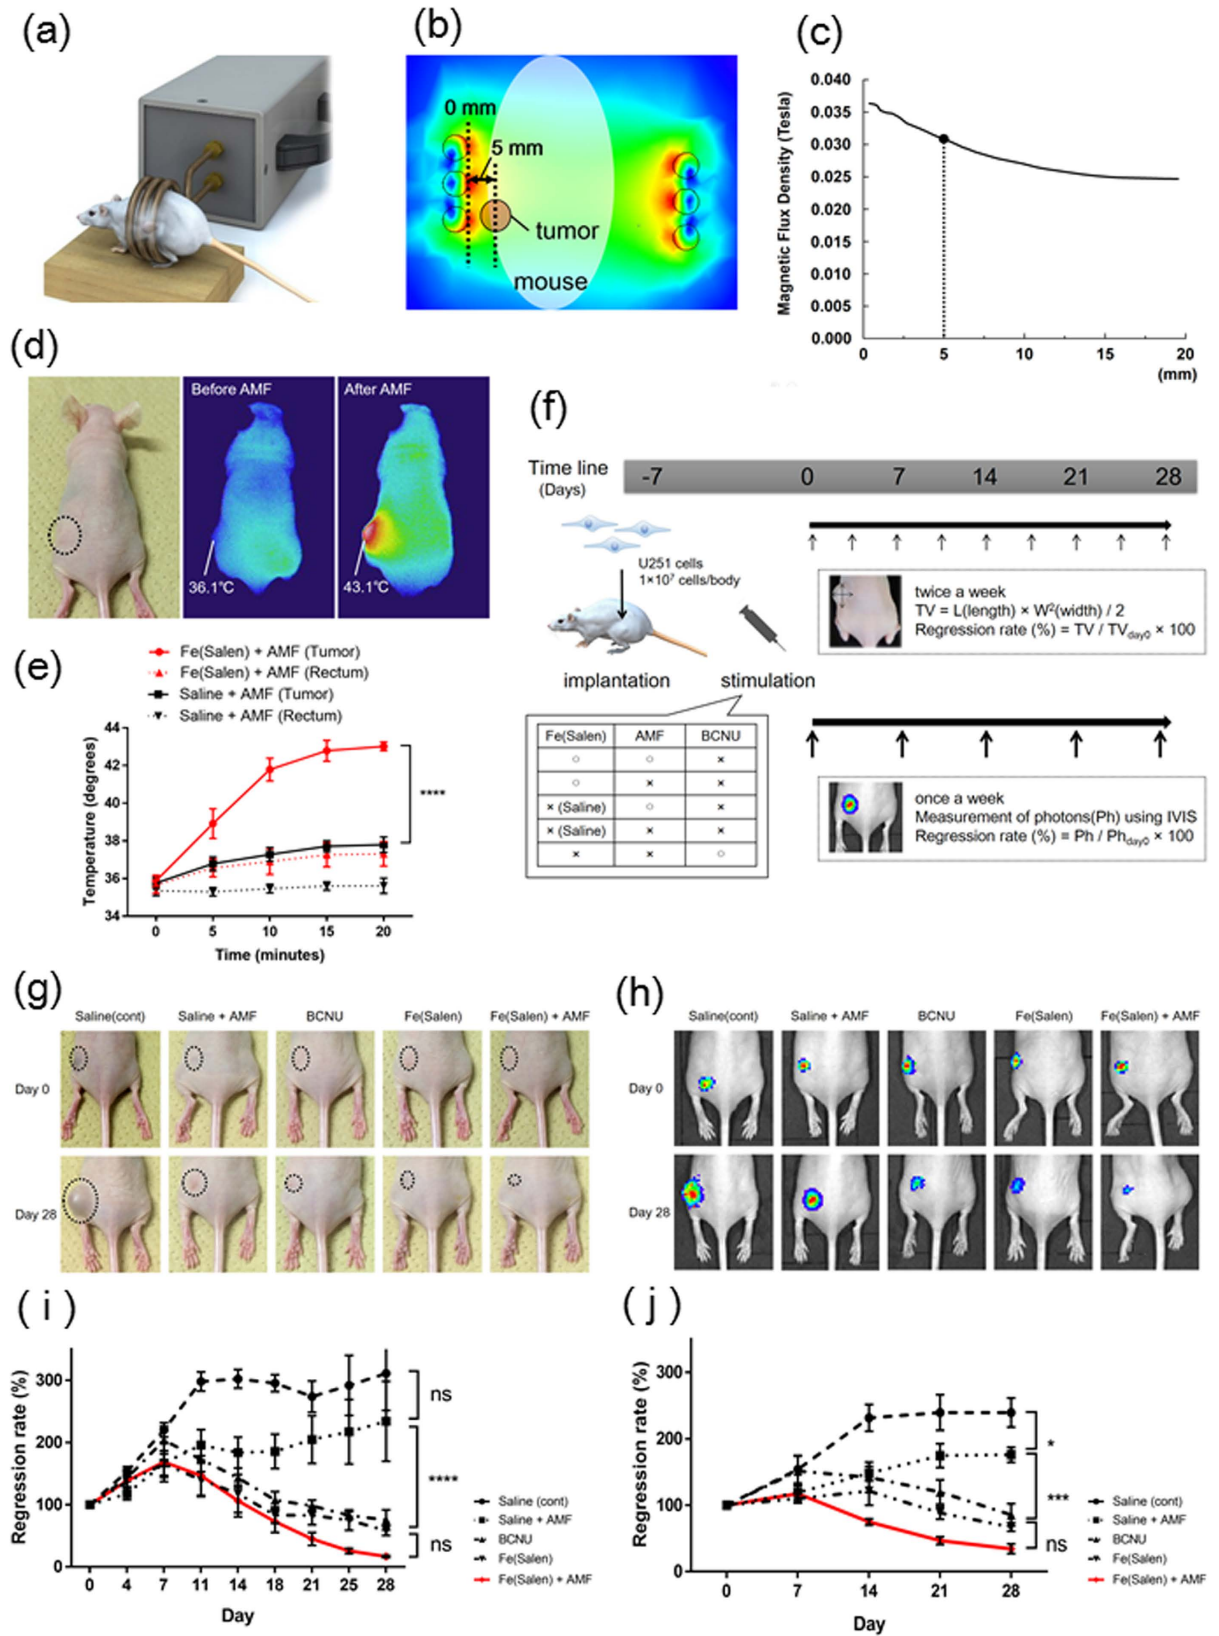 (a)
(b)
0 mm
5 mm
tumor
mouse
(c)
Magnetic Flux Density (Tesla)
0.040
0.035
0.030
0.025
0.020
0.015
0.010
0.005
0.000
0 5 10 15 20
(mm)
(d)
Before AMF
After AMF
36.1℃
43.1℃
(e)
Fe(Salen) + AMF (Tumor)
Fe(Salen) + AMF (Rectum)
Saline + AMF (Tumor)
Saline + AMF (Rectum)
Temperature (degrees)
44
42
40
38
36
34
****
0 5 10 15 20
Time (minutes)
(f)
Time line
(Days)
-7 0 7 14 21 28
U251 cells
1×10⁷ cells/body
implantation
stimulation
Fe(Salen) AMF BCNU
○ ○ ×
○ × ×
× (Saline) ○ ×
× (Saline) × ×
× × ○
twice a week
TV = L(length) × W²(width) / 2
Regression rate (%) = TV / TVday0 × 100
once a week
Measurement of photons(Ph) using IVIS
Regression rate (%) = Ph / Phday0 × 100
(g)
Saline(cont) Saline + AMF BCNU Fe(Salen) Fe(Salen) + AMF
Day 0
Day 28
(h)
Saline(cont) Saline + AMF BCNU Fe(Salen) Fe(Salen) + AMF
Day 0
Day 28
( i )
Regression rate (%)
300
200
100
0
0 4 7 11 14 18 21 25 28
Day
ns
****
ns
Saline (cont)
Saline + AMF
BCNU
Fe(Salen)
Fe(Salen) + AMF
( j )
Regression rate (%)
300
200
100
0
0 7 14 21 28
Day
*
***
ns
Saline (cont)
Saline + AMF
BCNU
Fe(Salen)
Fe(Salen) + AMF